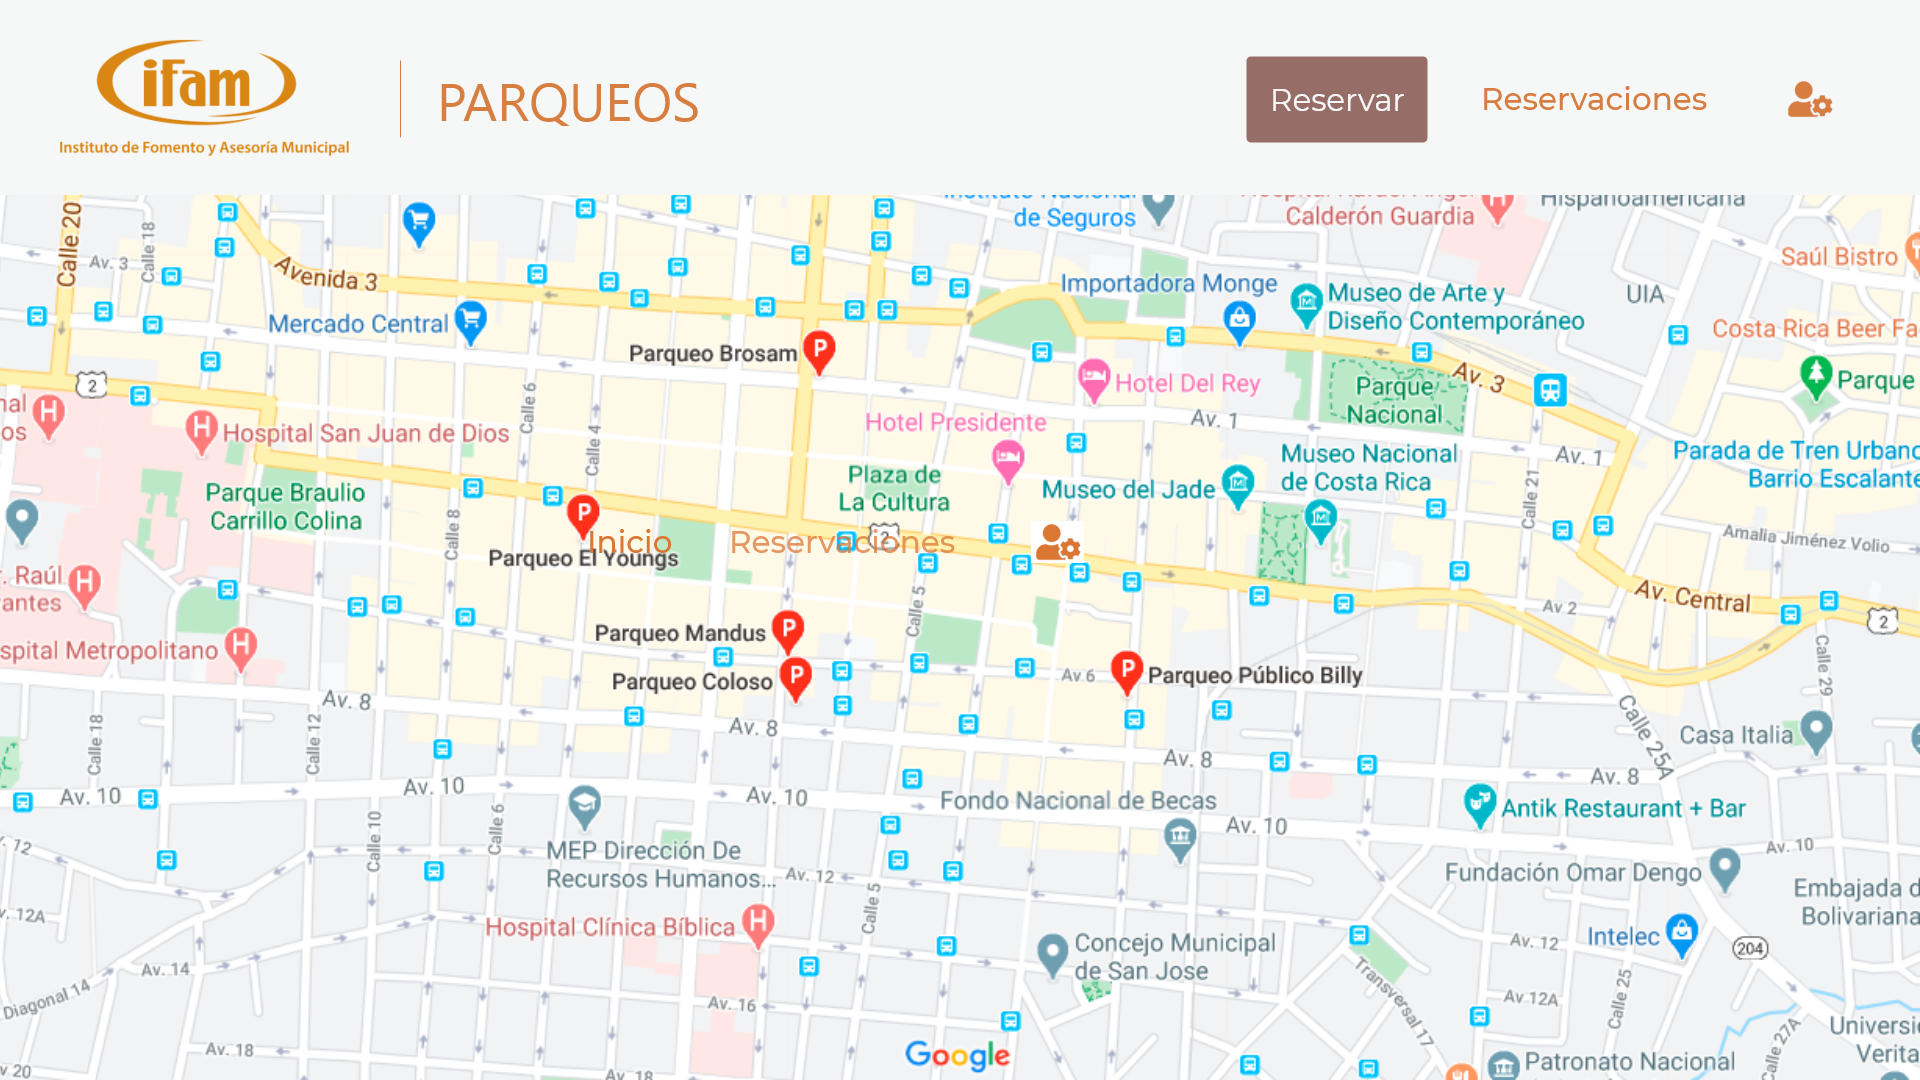 ifam
Instituto de Fomento y Asesoría Municipal
PARQUEOS
Reservar
Reservaciones
de Seguros
Calderón Guardia
Hispanoamericana
Calle 20
Calle 18
Av. 3
Avenida 3
Saúl Bistro
Importadora Monge
Museo de Arte y
Diseño Contemporáneo
UIA
Mercado Central
Costa Rica Beer Fa
Parqueo Brosam
P
2
Calle 6
Hotel Del Rey
Parque
Nacional
Av. 3
Parque
H
H
Hospital San Juan de Dios
Calle 4
Hotel Presidente
Av. 1
Av. 1
Museo Nacional
de Costa Rica
Parada de Tren Urbano
Barrio Escalante
Plaza de
La Cultura
Museo del Jade
Calle 21
Parque Braulio
Carrillo Colina
Calle 8
P
Inicio
Reservaciones
2
Parqueo El Youngs
Amalia Jiménez Volio
. Raúl
antes
H
Calle 5
Av 2
Av. Central
2
spital Metropolitano
H
Parqueo Mandus
P
Parqueo Coloso
P
Av. 6
P
Parqueo Público Billy
Calle 29
Av. 8
Av. 8
Calle 18
Calle 12
Calle 25A
Casa Italia
Av. 8
Av. 8
Av. 10
Av. 10
Av. 10
Fondo Nacional de Becas
Av. 10
Antik Restaurant + Bar
Calle 10
Calle 6
. 12
MEP Dirección De
Recursos Humanos...
Av. 12
Av. 10
Fundación Omar Dengo
Embajada d
Bolivariana
v. 12A
Calle 5
Hospital Clínica Bíblica
H
Concejo Municipal
de San Jose
Av. 12
Intelec
204
Av. 14
Diagonal 14
Av. 16
Transversal 17
Av 12A
Calle 25
Calle 27A
Universi
Verita
Av. 18
Google
Patronato Nacional
v 20
Av. 18